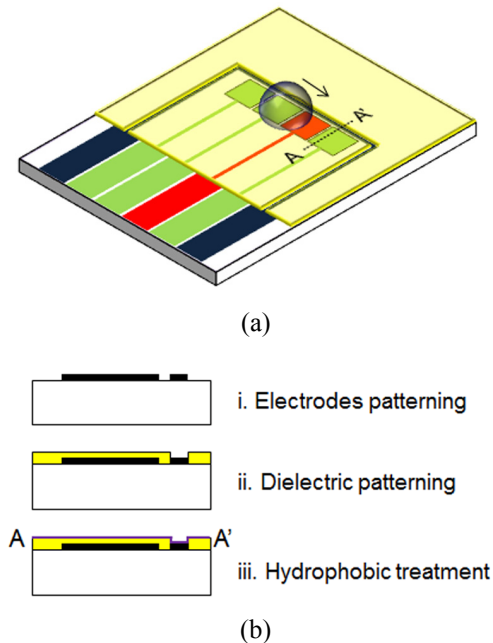 A'
A
(a)
i. Electrodes patterning
ii. Dielectric patterning
A A'
iii. Hydrophobic treatment
(b)